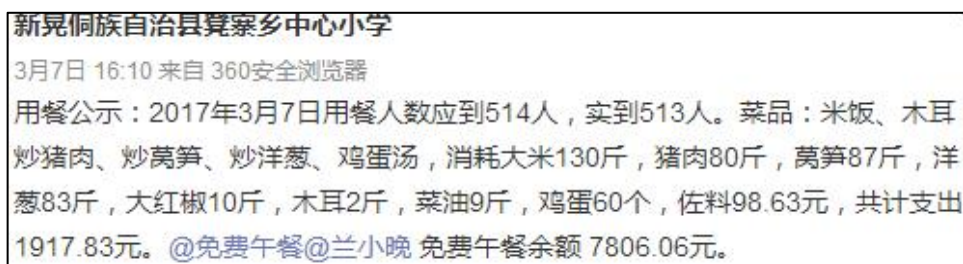 新晃侗族自治县凳寨乡中心小学
3月7日 16:10 来自 360安全浏览器
用餐公示：2017年3月7日用餐人数应到514人，实到513人。菜品：米饭、木耳
炒猪肉、炒莴笋、炒洋葱、鸡蛋汤，消耗大米130斤，猪肉80斤，莴笋87斤，洋
葱83斤，大红椒10斤，木耳2斤，菜油9斤，鸡蛋60个，佐料98.63元，共计支出
1917.83元。@免费午餐@兰小晚 免费午餐余额 7806.06元。